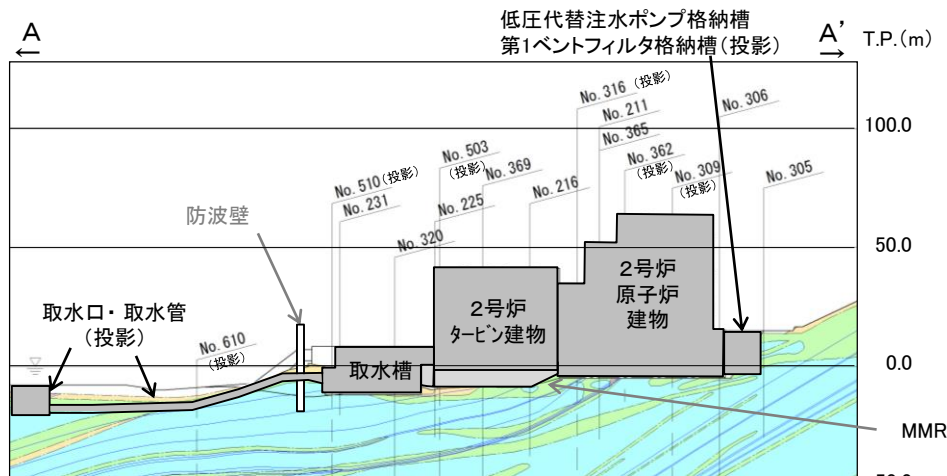 低圧代替注水ポンプ格納槽
第1ベントフィルタ格納槽(投影)
A
A’
T.P.(m)
No. 316 (投影)
No. 211
No. 306
100.0
No. 365
No. 503
(投影)
No. 369
No. 362
(投影)
No. 309
(投影)
No. 305
No. 510(投影)
No. 231
No. 225
No. 216
防波壁
No. 320
50.0
2号炉
原子炉
建物
2号炉
タービン建物
取水口・取水管
(投影)
No. 610
(投影)
取水槽
0.0
MMR